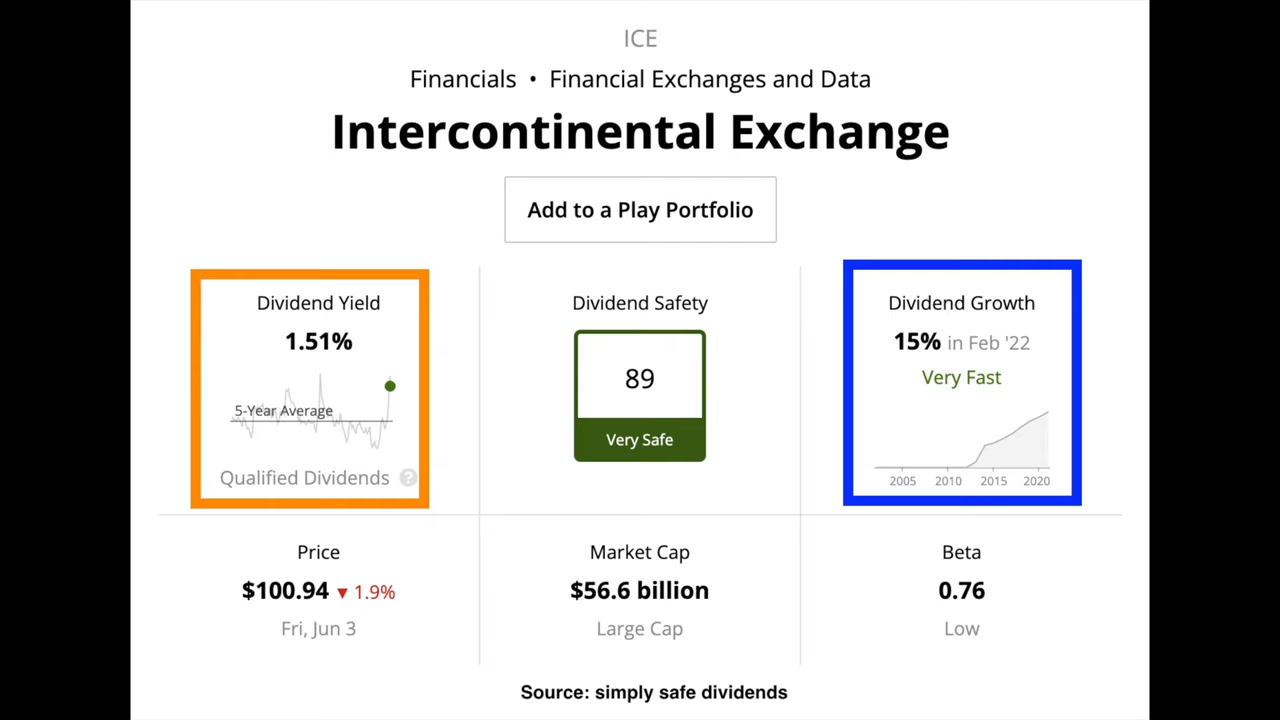 ICE
Financials • Financial Exchanges and Data
Intercontinental Exchange
Add to a Play Portfolio
Dividend Yield
1.51%
5-Year Average
Qualified Dividends ?
Dividend Safety
89
Very Safe
Dividend Growth
15% in Feb '22
Very Fast
2005 2010 2015 2020
Price
$100.94 ▼ 1.9%
Fri, Jun 3
Market Cap
$56.6 billion
Large Cap
Beta
0.76
Low
Source: simply safe dividends